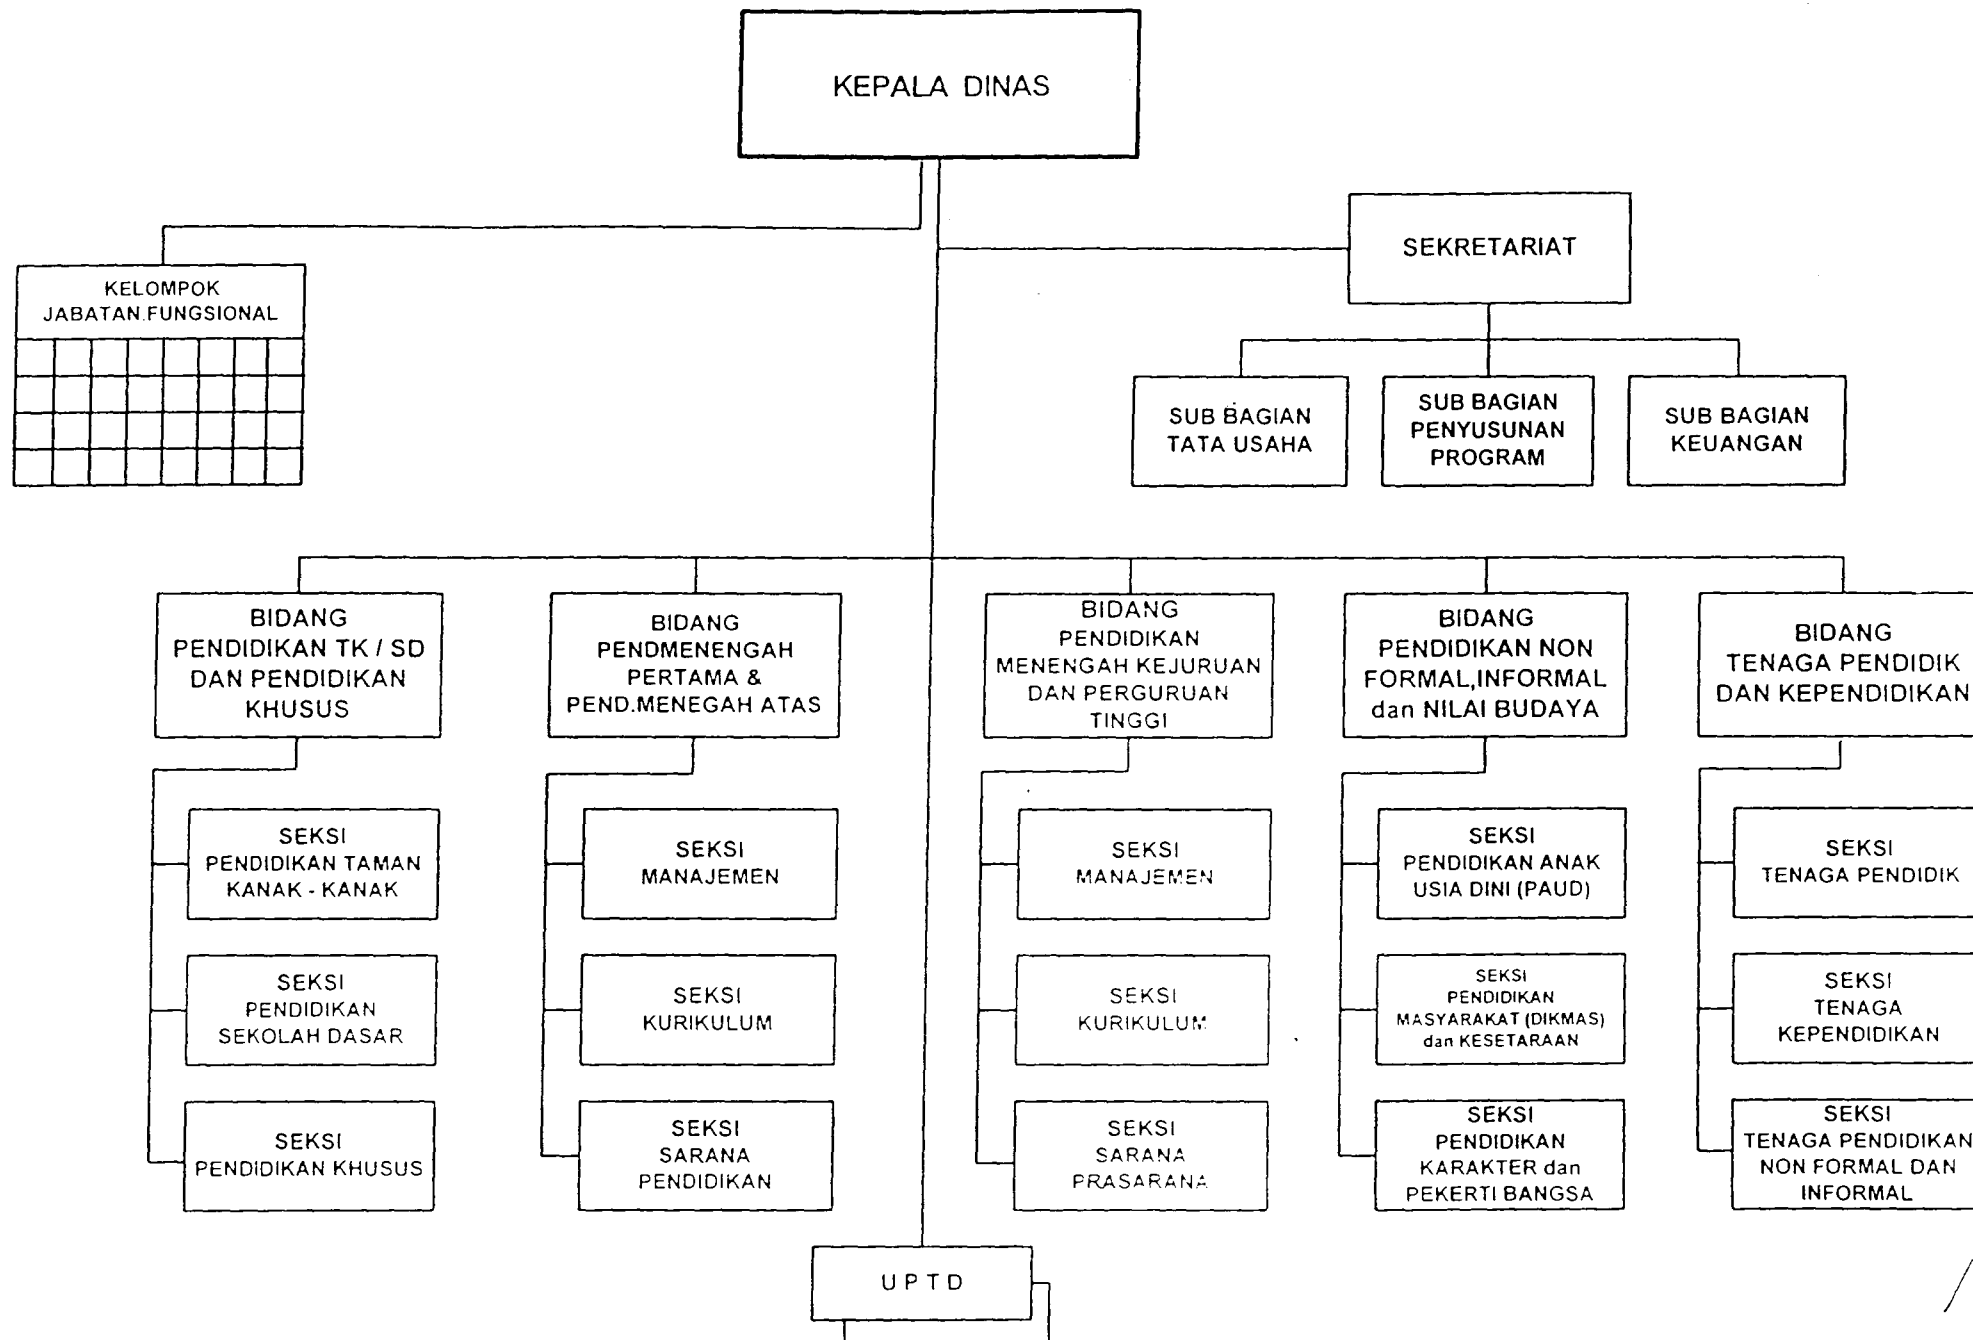 KEPALA DINAS
SEKRETARIAT
KELOMPOK
JABATAN.FUNGSIONAL
SUB BAGIAN
TATA USAHA
SUB BAGIAN
PENYUSUNAN
PROGRAM
SUB BAGIAN
KEUANGAN
BIDANG
PENDIDIKAN TK / SD
DAN PENDIDIKAN
KHUSUS
BIDANG
PENDMENENGAH
PERTAMA &
PEND.MENEGAH ATAS
BIDANG
PENDIDIKAN
MENENGAH KEJURUAN
DAN PERGURUAN
TINGGI
BIDANG
PENDIDIKAN NON
FORMAL,INFORMAL
dan NILAI BUDAYA
BIDANG
TENAGA PENDIDIK
DAN KEPENDIDIKAN
SEKSI
PENDIDIKAN TAMAN
KANAK - KANAK
SEKSI
MANAJEMEN
SEKSI
MANAJEMEN
SEKSI
PENDIDIKAN ANAK
USIA DINI (PAUD)
SEKSI
TENAGA PENDIDIK
SEKSI
PENDIDIKAN
SEKOLAH DASAR
SEKSI
KURIKULUM
SEKSI
KURIKULUM
SEKSI
PENDIDIKAN
MASYARAKAT (DIKMAS)
dan KESETARAAN
SEKSI
TENAGA
KEPENDIDIKAN
SEKSI
PENDIDIKAN KHUSUS
SEKSI
SARANA
PENDIDIKAN
SEKSI
SARANA
PRASARANA
SEKSI
PENDIDIKAN
KARAKTER dan
PEKERTI BANGSA
SEKSI
TENAGA PENDIDIKAN
NON FORMAL DAN
INFORMAL
U P T D